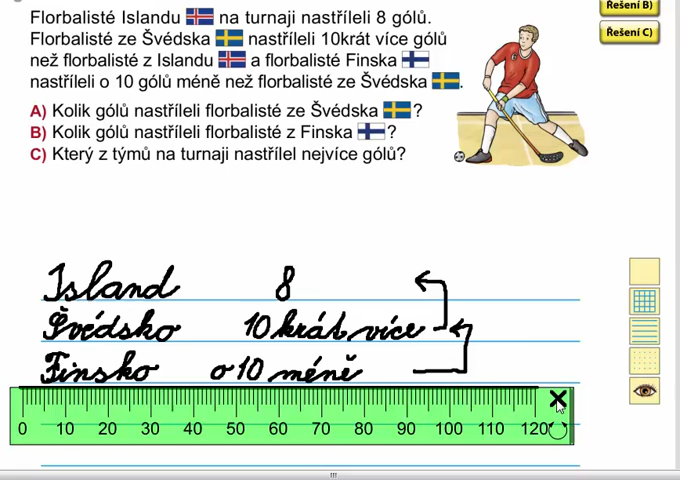 Řešení B)
Řešení C)
Florbalisté Islandu na turnaji nastříleli 8 gólů.
Florbalisté ze Švédska nastříleli 10krát více gólů
než florbalisté z Islandu a florbalisté Finska
nastříleli o 10 gólů méně než florbalisté ze Švédska .
A) Kolik gólů nastříleli florbalisté ze Švédska ?
B) Kolik gólů nastříleli florbalisté z Finska ?
C) Který z týmů na turnaji nastřílel nejvíce gólů?
Island 8
Švédsko 10krát více
Finsko o 10 méně
0 10 20 30 40 50 60 70 80 90 100 110 120